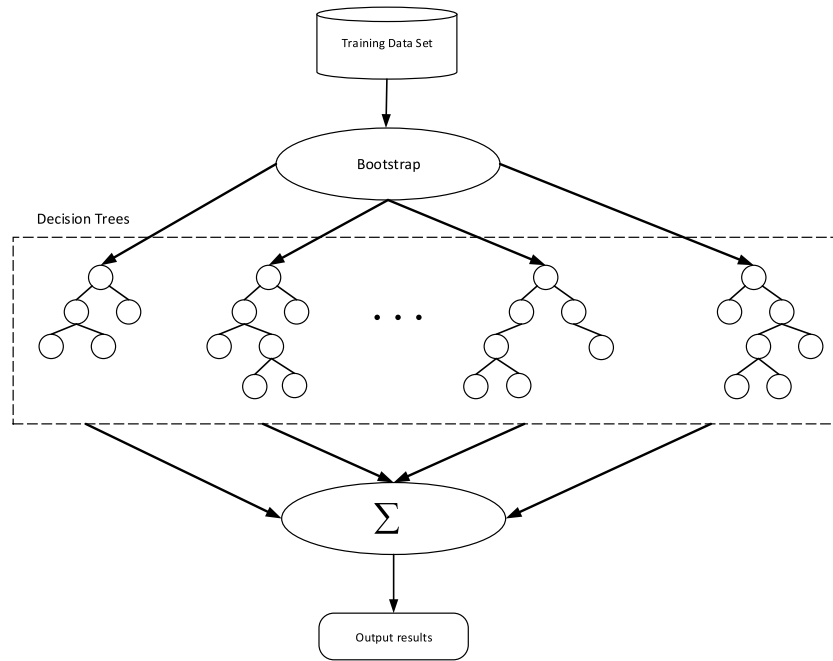 Training Data Set
Bootstrap
Decision Trees
. . .
Σ
Output results